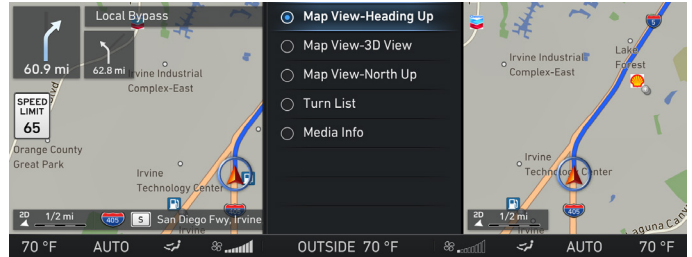 Local Bypass
60.9 mi
62.8 mi
Irvine Industrial
Complex-East
SPEED
LIMIT
65
Orange County
Great Park
Irvine
Technology Center
2D
1/2 mi
405
S
San Diego Fwy, Irvine
Map View-Heading Up
Map View-3D View
Map View-North Up
Turn List
Media Info
5
Lake
Forest
Irvine Industrial
Complex-East
Irvine
Technology Center
405
2D
1/2 mi
Laguna Can
Irvine
70 °F
AUTO
OUTSIDE 70 °F
AUTO
70 °F